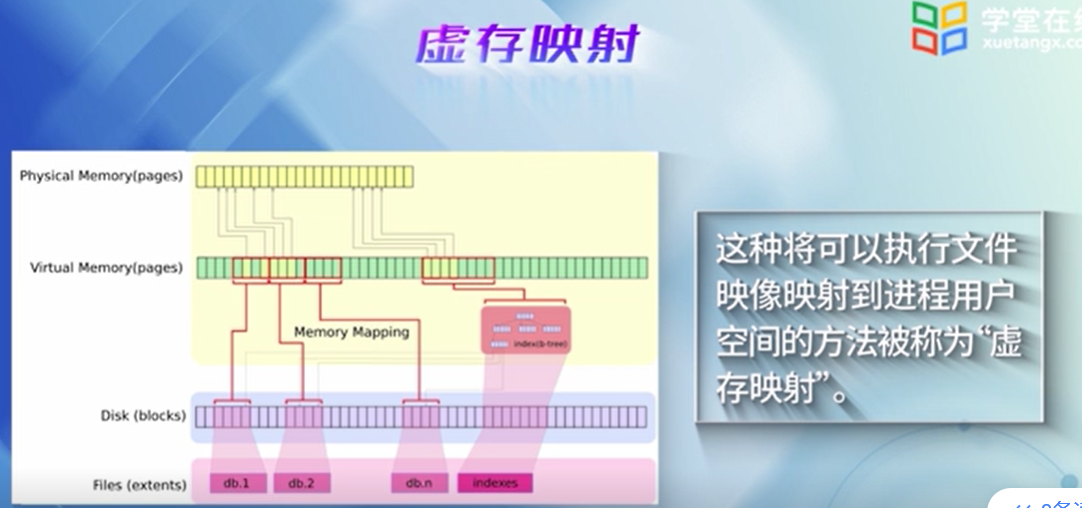 虚存映射
学堂在线
xuetangx.co
Physical Memory(pages)
Virtual Memory(pages)
Memory Mapping
index(b-tree)
Disk (blocks)
Files (extents)
db.1
db.2
db.n
indexes
这种将可以执行文件
映像映射到进程用户
空间的方法被称为“虚
存映射”。